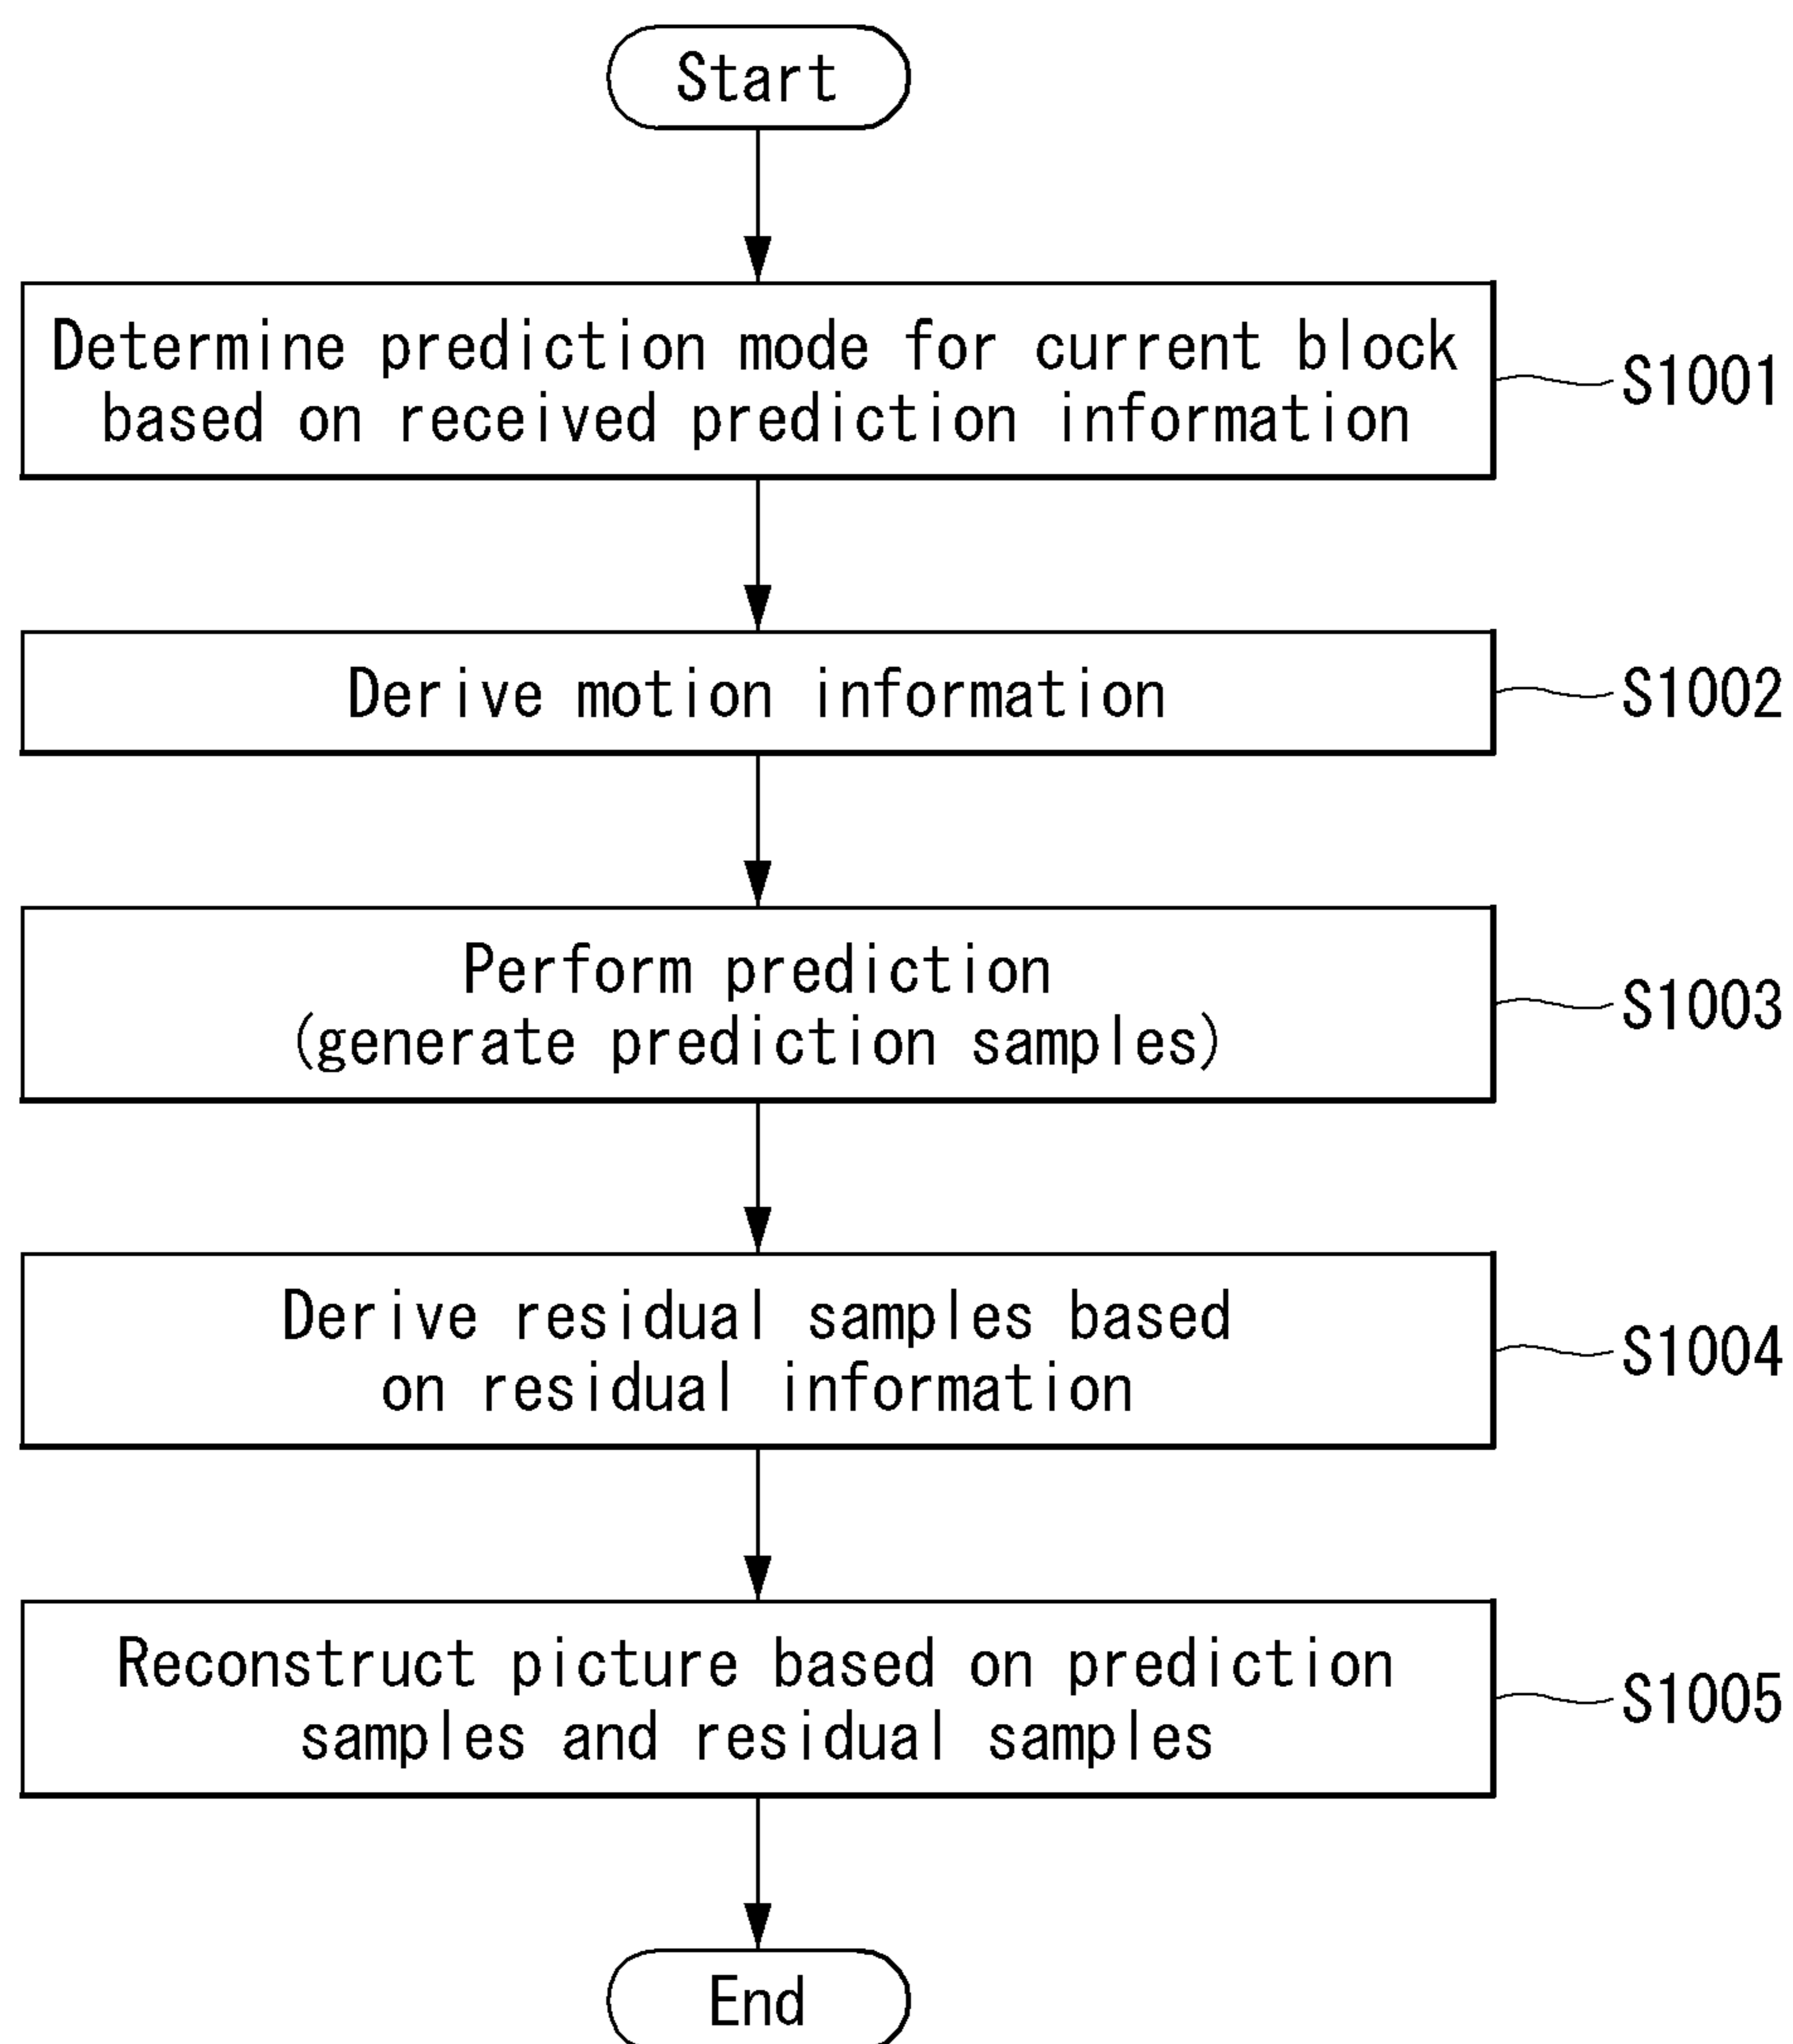 Start
Determine prediction mode for current block
based on received prediction information
S1001
Derive motion information
S1002
Perform prediction
(generate prediction samples)
S1003
Derive residual samples based
on residual information
S1004
Reconstruct picture based on prediction
samples and residual samples
S1005
End